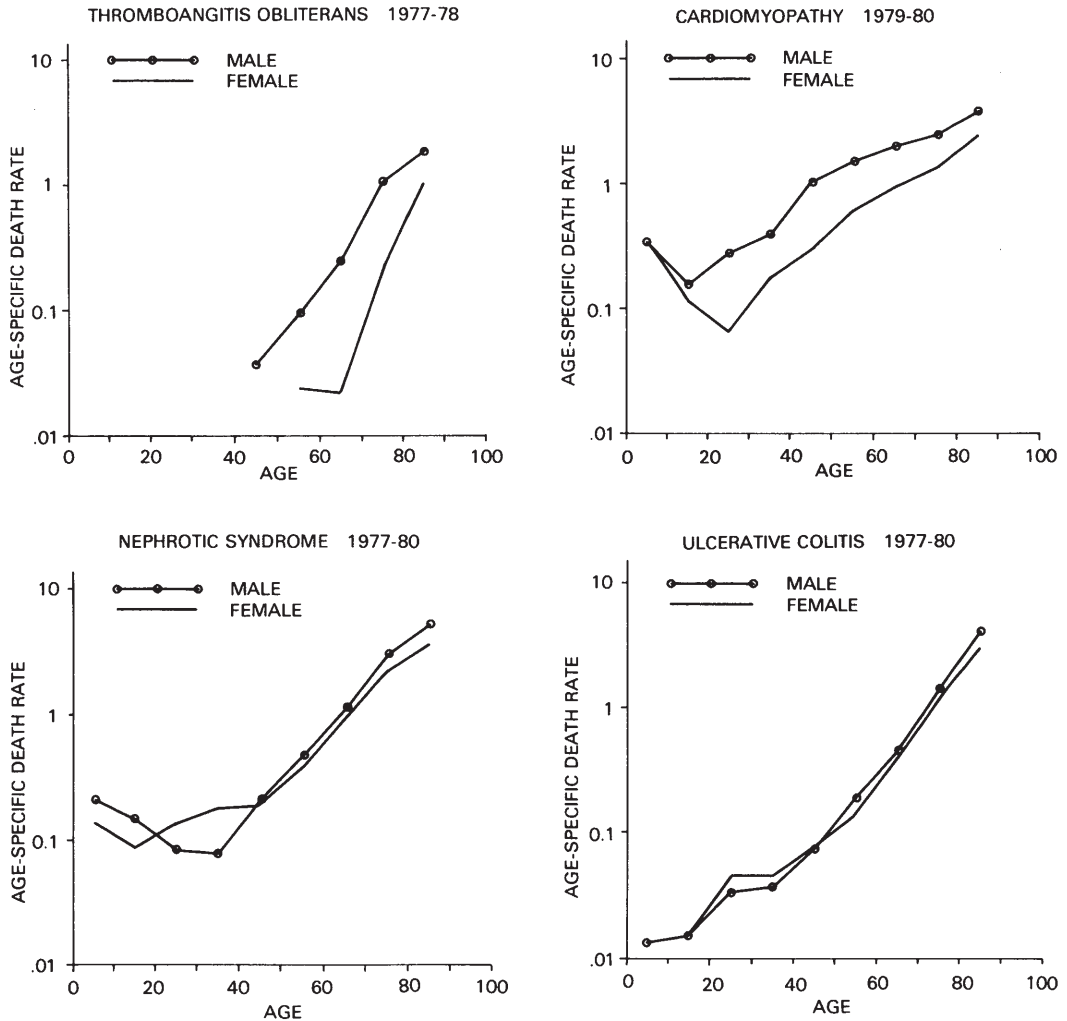 THROMBOANGITIS OBLITERANS 1977-78
MALE
FEMALE
AGE-SPECIFIC DEATH RATE
10
1
0.1
.01
0 20 40 60 80 100
AGE
CARDIOMYOPATHY 1979-80
MALE
FEMALE
AGE-SPECIFIC DEATH RATE
10
1
0.1
.01
0 20 40 60 80 100
AGE
NEPHROTIC SYNDROME 1977-80
MALE
FEMALE
AGE-SPECIFIC DEATH RATE
10
1
0.1
.01
0 20 40 60 80 100
AGE
ULCERATIVE COLITIS 1977-80
MALE
FEMALE
AGE-SPECIFIC DEATH RATE
10
1
0.1
.01
0 20 40 60 80 100
AGE